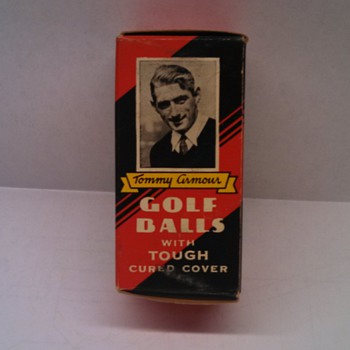 Tommy Armour
GOLF
BALLS
WITH
TOUGH
CURED COVER